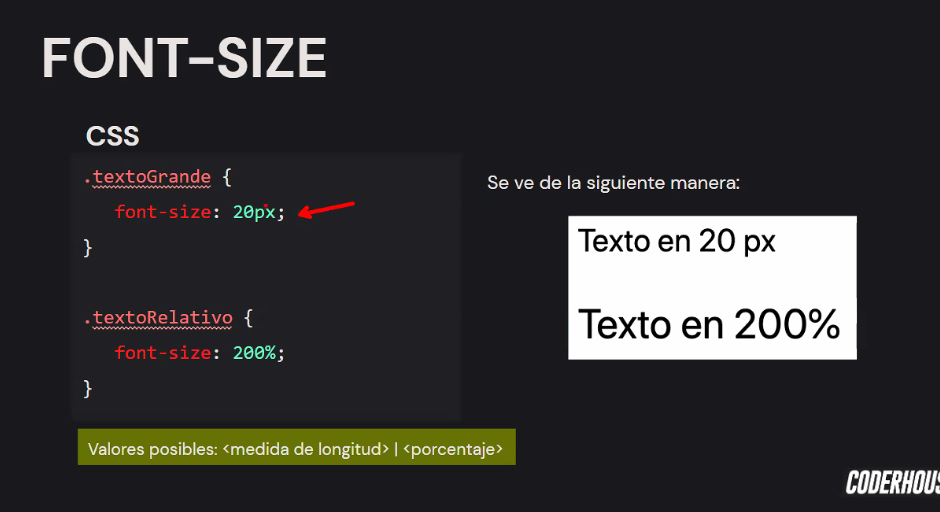 FONT-SIZE
CSS
.textoGrande {
font-size: 20px;
}
.textoRelativo {
font-size: 200%;
}
Valores posibles: <medida de longitud> | <porcentaje>
Se ve de la siguiente manera:
Texto en 20 px
Texto en 200%
CODERHOUS